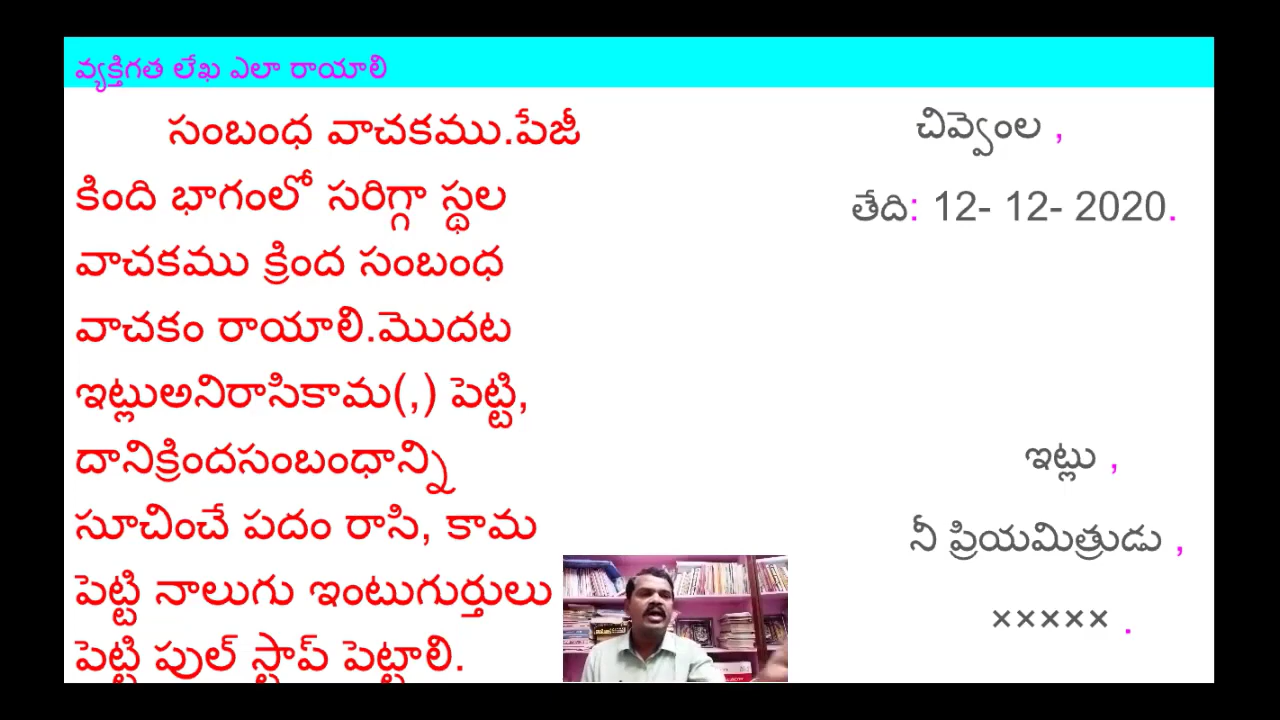 వ్యక్తిగత లేఖ ఎలా రాయాలి
సంబంధ వాచకము.పేజీ
కింది భాగంలో సరిగ్గా స్థల
వాచకము క్రింద సంబంధ
వాచకం రాయాలి.మొదట
ఇట్లుఅనిరాసికామ(,) పెట్టి,
దానిక్రిందసంబంధాన్ని
సూచించే పదం రాసి, కామ
పెట్టి నాలుగు ఇంటుగుర్తులు
పెట్టి పుల్ స్టాప్ పెట్టాలి.
చివ్వెంల ,
తేది: 12- 12- 2020.
ఇట్లు ,
నీ ప్రియమిత్రుడు ,
××××× .